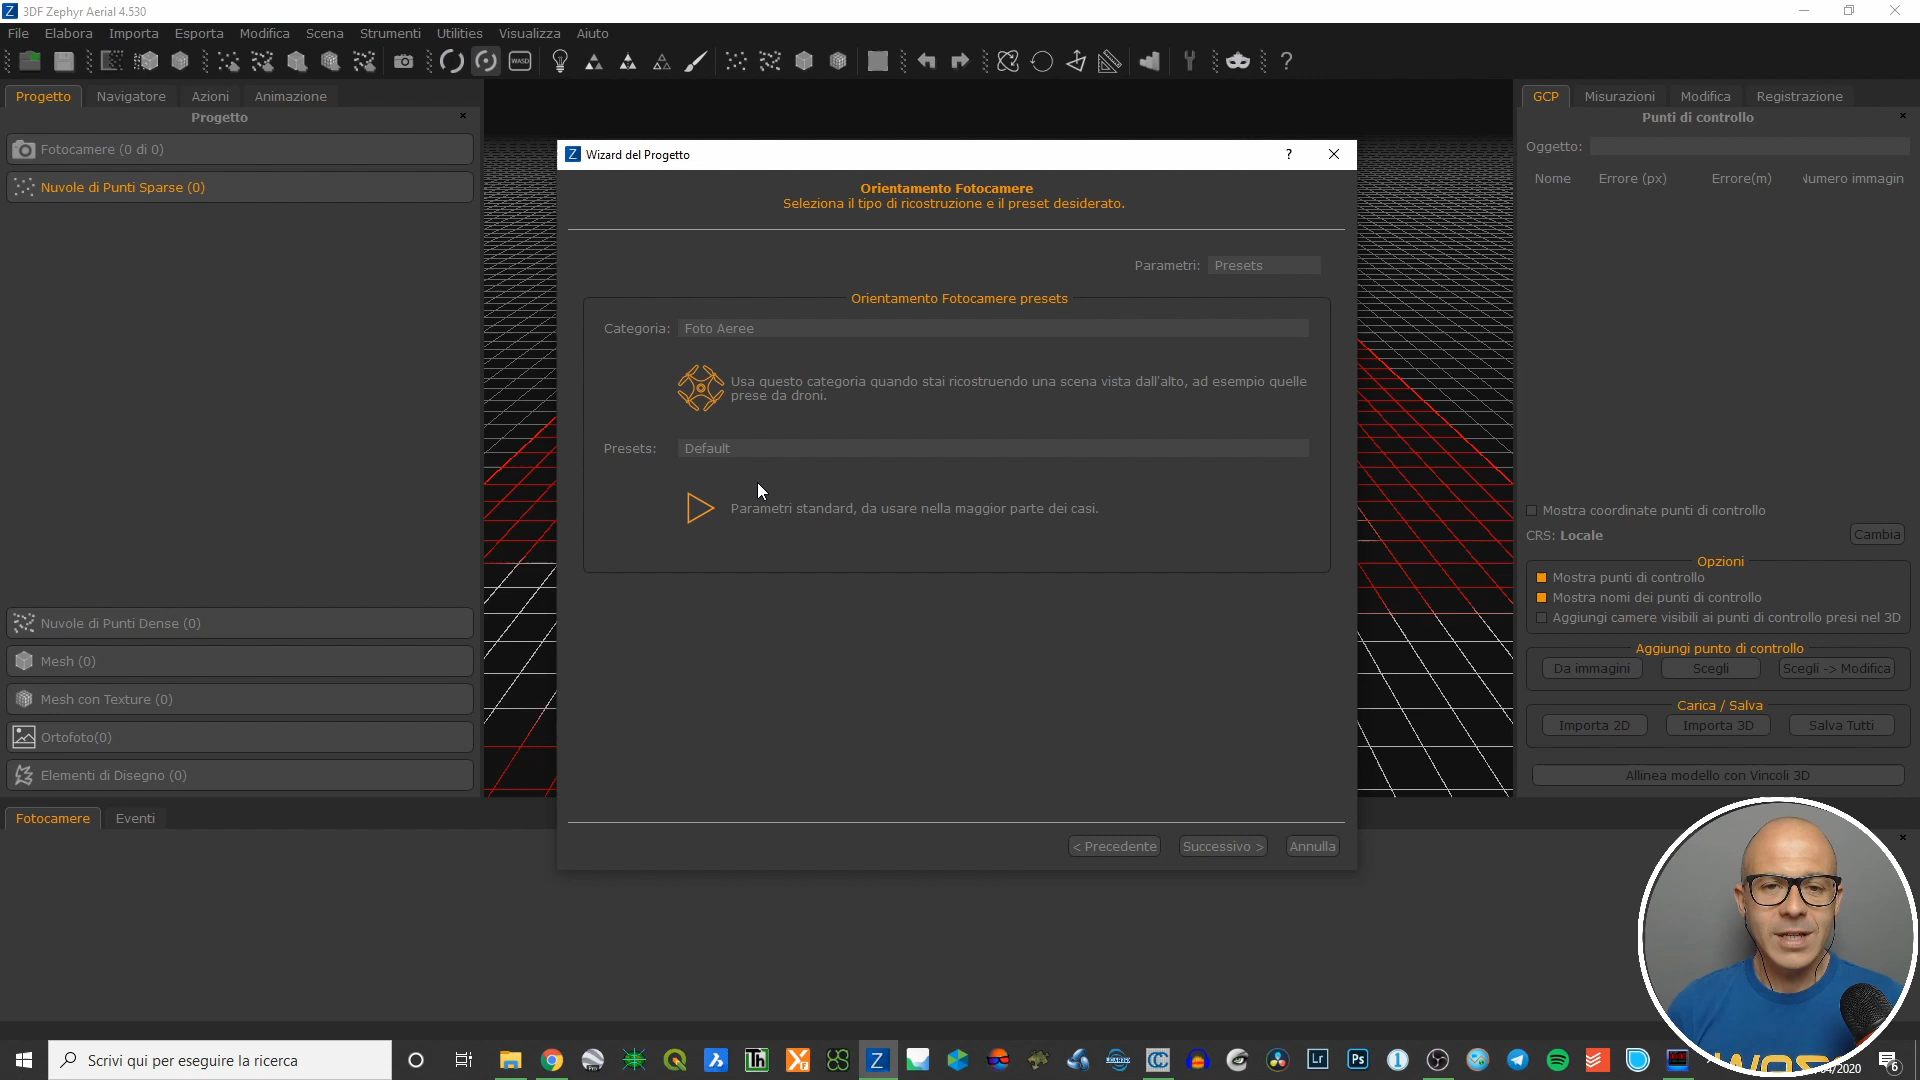 3DF Zephyr Aerial 4.530
File Elabora Importa Esporta Modifica Scena Strumenti Utilities Visualizza Aiuto
WASD
Progetto Navigatore Azioni Animazione
Progetto
Fotocamere (0 di 0)
Nuvole di Punti Sparse (0)
Nuvole di Punti Dense (0)
Mesh (0)
Mesh con Texture (0)
Ortofoto(0)
Elementi di Disegno (0)
Fotocamere Eventi
Wizard del Progetto
Orientamento Fotocamere
Seleziona il tipo di ricostruzione e il preset desiderato.
Parametri: Presets
Orientamento Fotocamere presets
Categoria: Foto Aeree
Usa questo categoria quando stai ricostruendo una scena vista dall'alto, ad esempio quelle
prese da droni.
Presets: Default
Parametri standard, da usare nella maggior parte dei casi.
< Precedente Successivo > Annulla
GCP Misurazioni Modifica Registrazione
Punti di controllo
Oggetto:
Nome Errore (px) Errore(m) Numero immagin
Mostra coordinate punti di controllo
CRS: Locale Cambia
Opzioni
Mostra punti di controllo
Mostra nomi dei punti di controllo
Aggiungi camere visibili ai punti di controllo presi nel 3D
Aggiungi punto di controllo
Da immagini Scegli Scegli -> Modifica
Carica / Salva
Importa 2D Importa 3D Salva Tutti
Allinea modello con Vincoli 3D
Scrivi qui per eseguire la ricerca
Th
Lr Ps
04/2020
6